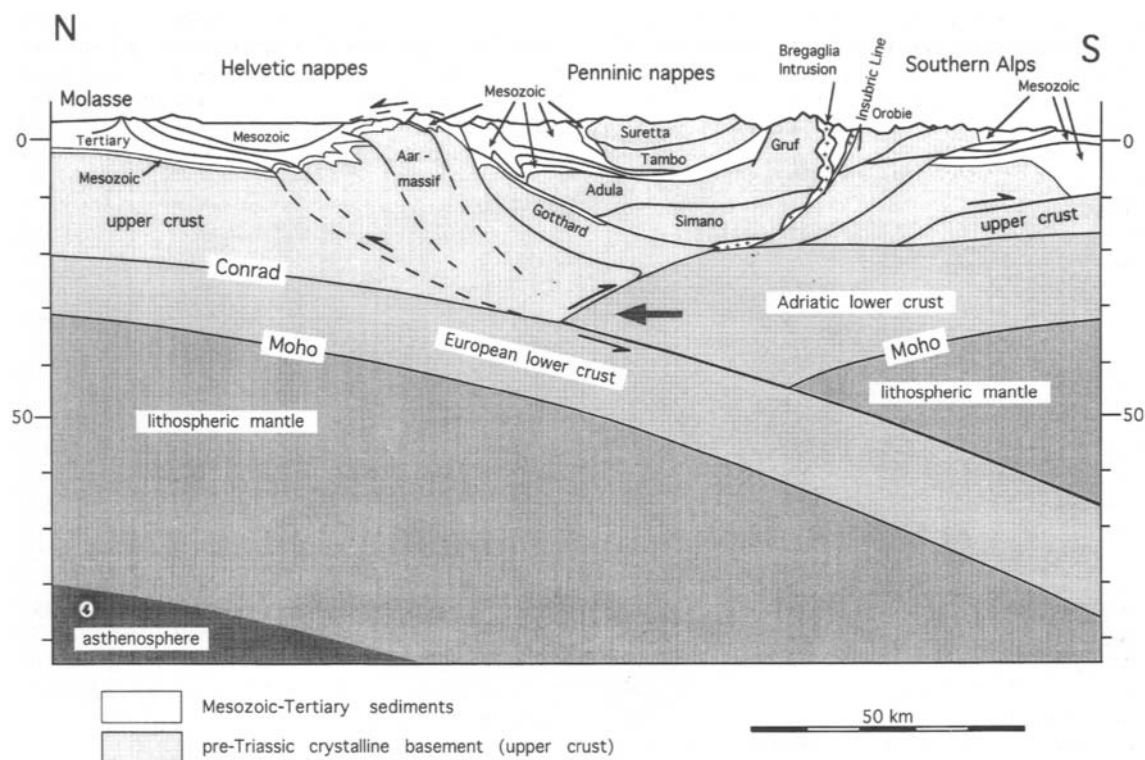 N
S
Helvetic nappes
Penninic nappes
Bregaglia
Intrusion
Insubric Line
Southern Alps
Molasse
Mesozoic
Mesozoic
Orobie
0
Tertiary
Mesozoic
Suretta
Gruf
0
Aar -
massif
Tambo
Mesozoic
Adula
upper crust
Gotthard
Simano
upper crust
Conrad
Adriatic lower crust
Moho
European lower crust
Moho
lithospheric mantle
50
lithospheric mantle
50
asthenosphere
Mesozoic-Tertiary sediments
50 km
pre-Triassic crystalline basement (upper crust)